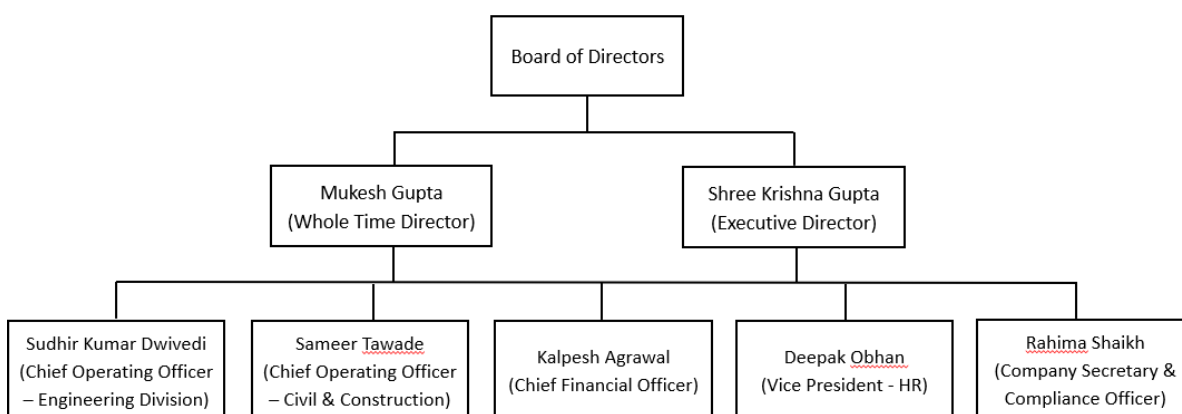 Board of Directors
Mukesh Gupta
(Whole Time Director)
Shree Krishna Gupta
(Executive Director)
Sudhir Kumar Dwivedi
(Chief Operating Officer
– Engineering Division)
Sameer Tawade
(Chief Operating Officer
– Civil & Construction)
Kalpesh Agrawal
(Chief Financial Officer)
Deepak Obhan
(Vice President - HR)
Rahima Shaikh
(Company Secretary &
Compliance Officer)